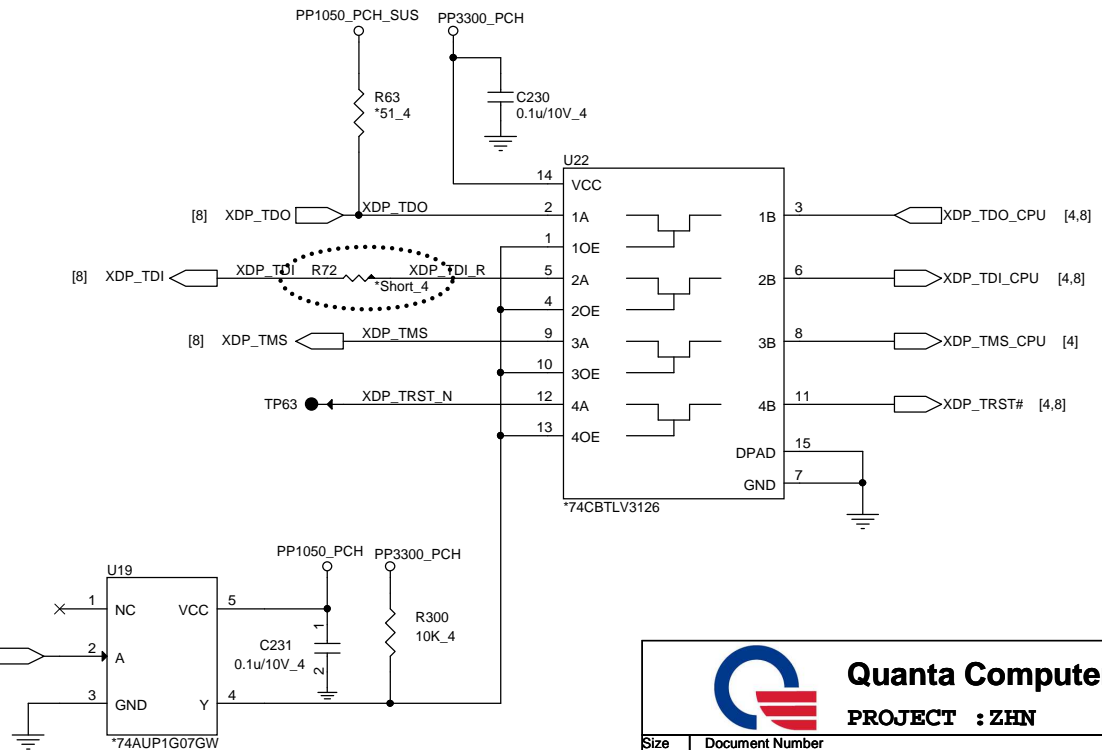 PP1050_PCH_SUS PP3300_PCH
R63
*51_4
C230
0.1u/10V_4
U22
14 VCC
[8] XDP_TDO XDP_TDO 2 1A 1B 3 XDP_TDO_CPU [4,8]
1 1OE
[8] XDP_TDI XDP_TDI R72 XDP_TDI_R 5 2A 2B 6 XDP_TDI_CPU [4,8]
*Short_4
4 2OE
[8] XDP_TMS XDP_TMS 9 3A 3B 8 XDP_TMS_CPU [4]
10 3OE
TP63 XDP_TRST_N 12 4A 4B 11 XDP_TRST# [4,8]
13 4OE
DPAD 15
GND 7
*74CBTLV3126
PP1050_PCH PP3300_PCH
U19
1 NC VCC 5
C231
0.1u/10V_4
1
2
R300
10K_4
2 A
3 GND Y 4
*74AUP1G07GW
Quanta Compute
PROJECT : ZHN
Size Document Number